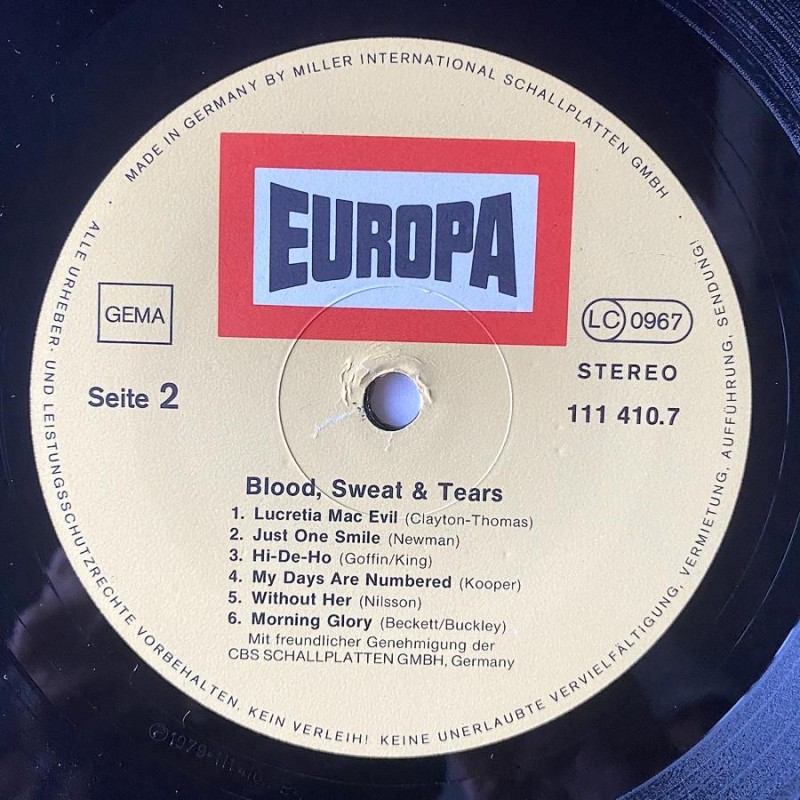 MADE IN GERMANY BY MILLER INTERNATIONAL SCHALLPLATTEN GMBH
EUROPA
GEMA
LC 0967
STEREO
Seite 2
111 410.7
Blood, Sweat & Tears
1. Lucretia Mac Evil (Clayton-Thomas)
2. Just One Smile (Newman)
3. Hi-De-Ho (Goffin/King)
4. My Days Are Numbered (Kooper)
5. Without Her (Nilsson)
6. Morning Glory (Beckett/Buckley)
Mit freundlicher Genehmigung der
CBS SCHALLPLATTEN GMBH, Germany
ALLE URHEBER- UND LEISTUNGSSCHUTZRECHTE VORBEHALTEN. KEIN VERLEIH! KEINE UNERLAUBTE VERVIELFÄLTIGUNG, VERMIETUNG, AUFFÜHRUNG, SENDUNG!
℗1979